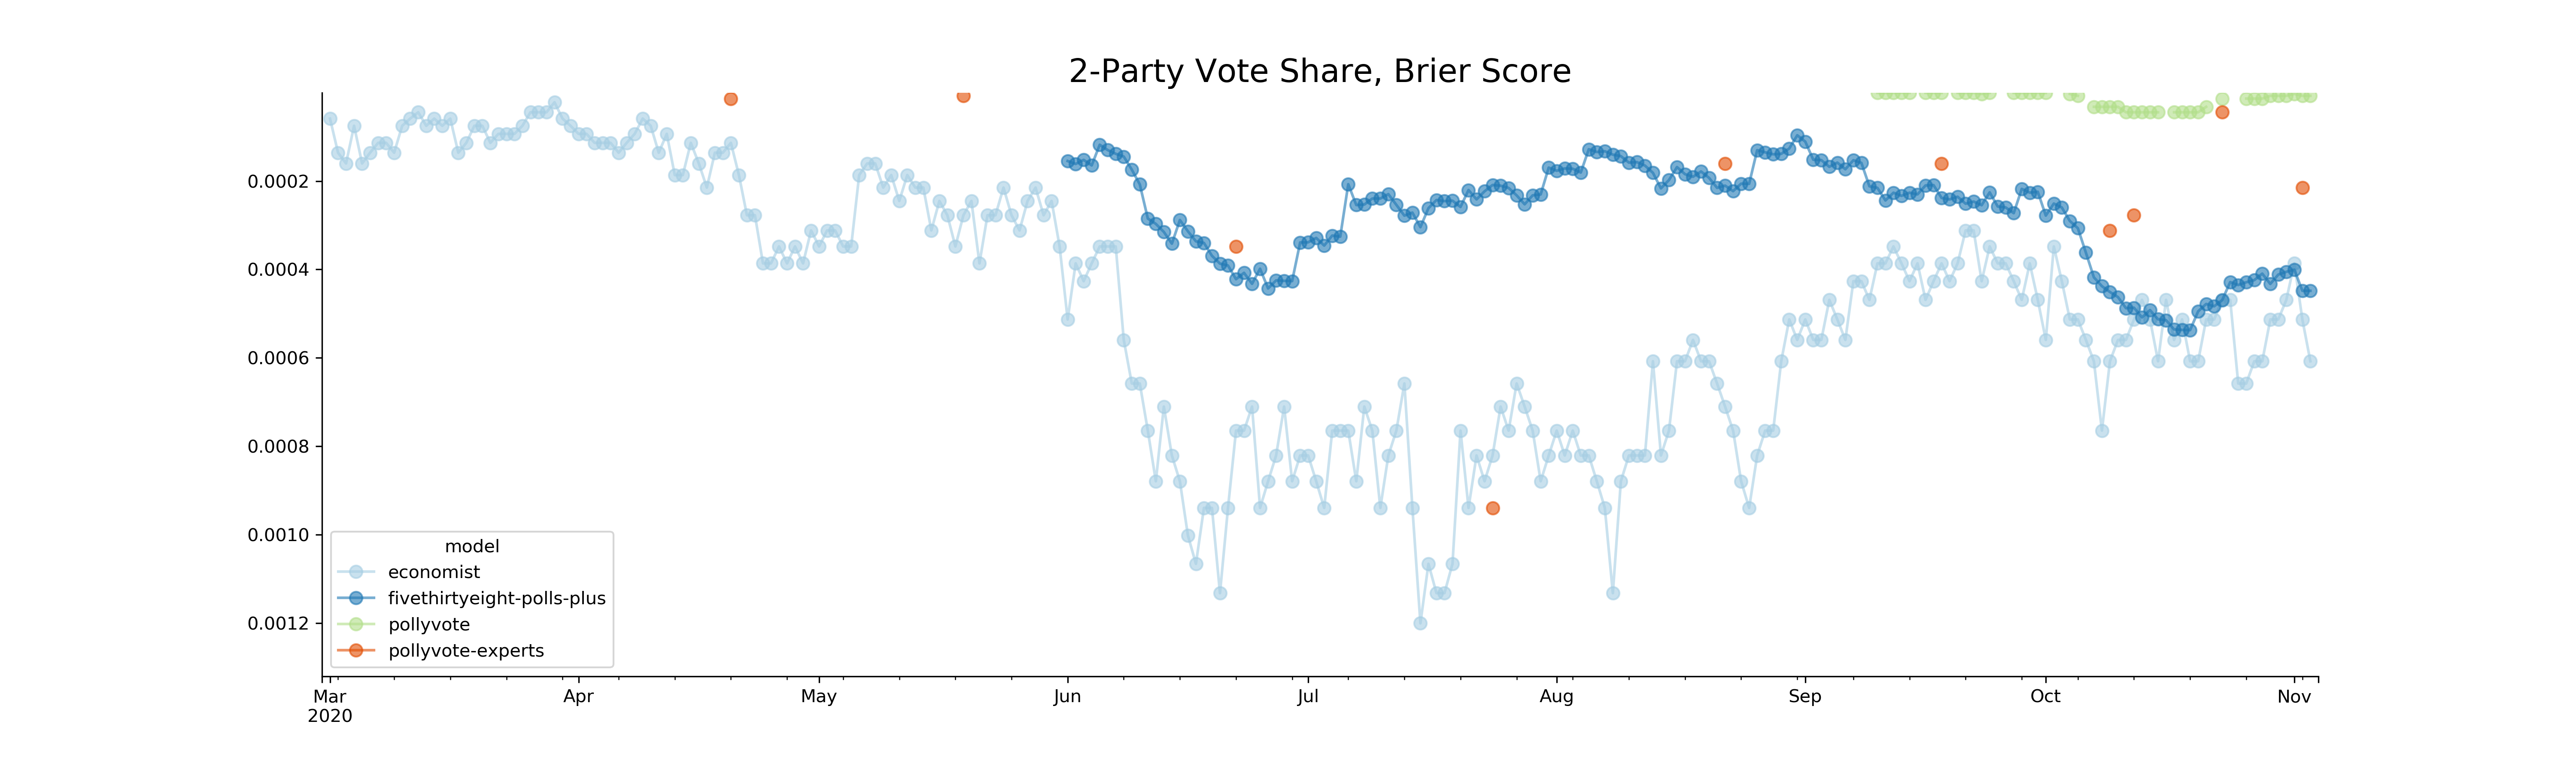 2-Party Vote Share, Brier Score
0.0002
0.0004
0.0006
0.0008
0.0010
0.0012
model
economist
fivethirtyeight-polls-plus
pollyvote
pollyvote-experts
Mar Apr May Jun Jul Aug Sep Oct Nov
2020